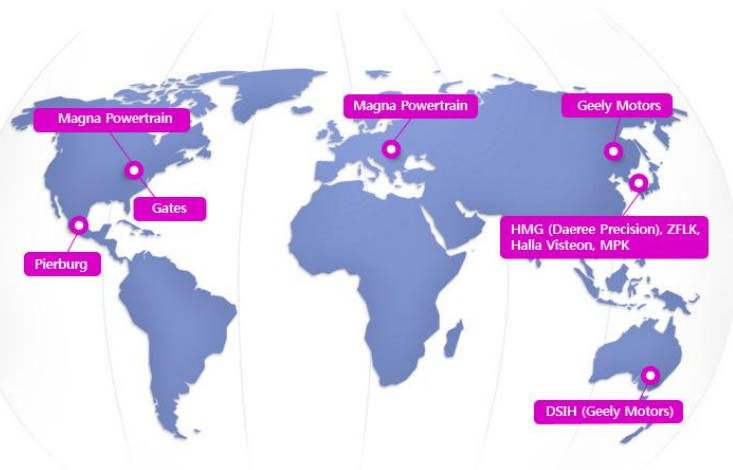 Magna Powertrain
Geely Motors
Magna Powertrain
Gates
HMG (Daeree Precision), ZFLK,
Halla Visteon, MPK
Pierburg
DSIH (Geely Motors)